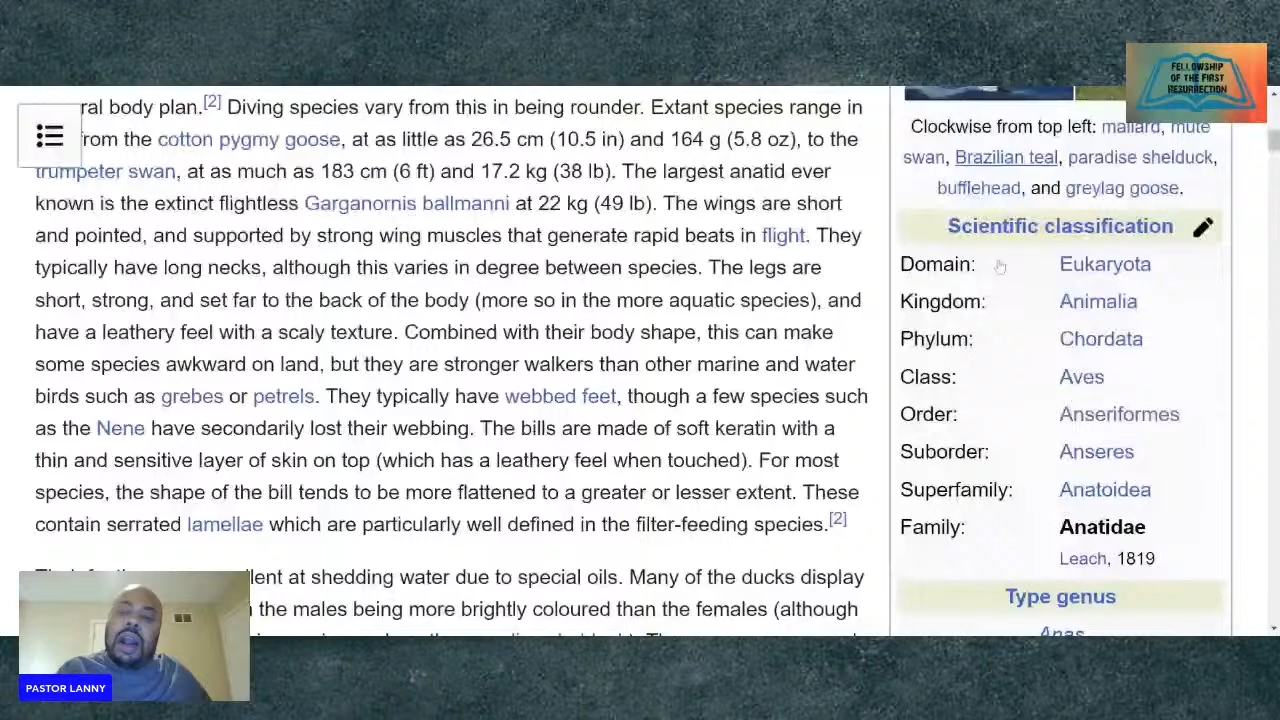 FELLOWSHIP
OF THE FIRST
RESURRECTION
ral body plan.[2] Diving species vary from this in being rounder. Extant species range in
from the cotton pygmy goose, at as little as 26.5 cm (10.5 in) and 164 g (5.8 oz), to the
trumpeter swan, at as much as 183 cm (6 ft) and 17.2 kg (38 lb). The largest anatid ever
known is the extinct flightless Garganornis ballmanni at 22 kg (49 lb). The wings are short
and pointed, and supported by strong wing muscles that generate rapid beats in flight. They
typically have long necks, although this varies in degree between species. The legs are
short, strong, and set far to the back of the body (more so in the more aquatic species), and
have a leathery feel with a scaly texture. Combined with their body shape, this can make
some species awkward on land, but they are stronger walkers than other marine and water
birds such as grebes or petrels. They typically have webbed feet, though a few species such
as the Nene have secondarily lost their webbing. The bills are made of soft keratin with a
thin and sensitive layer of skin on top (which has a leathery feel when touched). For most
species, the shape of the bill tends to be more flattened to a greater or lesser extent. These
contain serrated lamellae which are particularly well defined in the filter-feeding species.[2]
lent at shedding water due to special oils. Many of the ducks display
the males being more brightly coloured than the females (although
Clockwise from top left: mallard, mute
swan, Brazilian teal, paradise shelduck,
bufflehead, and greylag goose.
Scientific classification
Domain: Eukaryota
Kingdom: Animalia
Phylum: Chordata
Class: Aves
Order: Anseriformes
Suborder: Anseres
Superfamily: Anatoidea
Family: Anatidae
Leach, 1819
Type genus
Anas
PASTOR LANNY